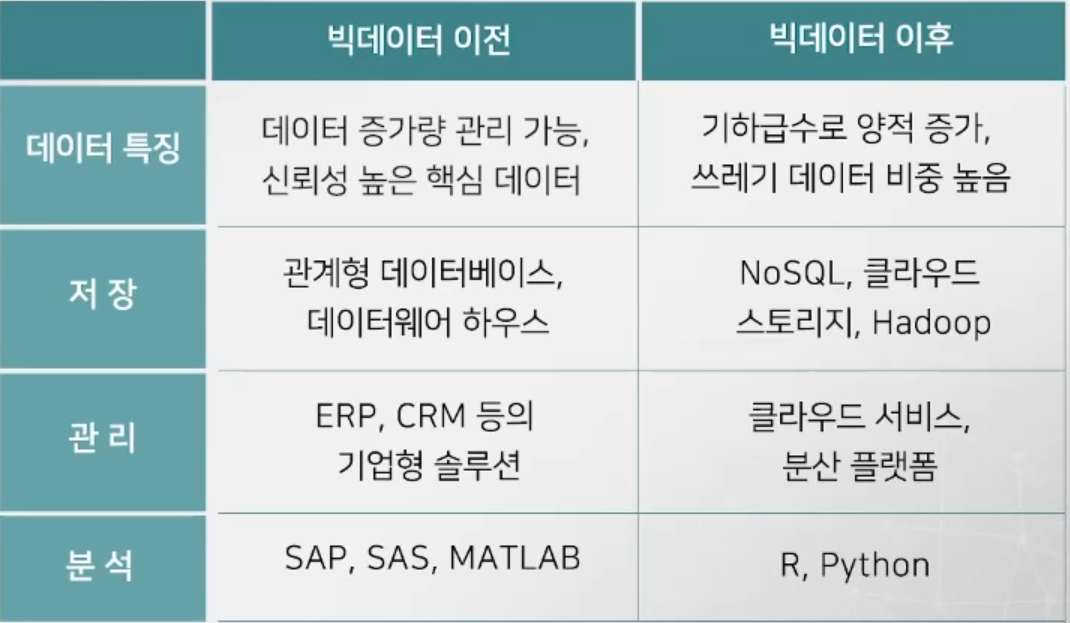 빅데이터 이전
빅데이터 이후
데이터 특징
데이터 증가량 관리 가능,
신뢰성 높은 핵심 데이터
기하급수로 양적 증가,
쓰레기 데이터 비중 높음
저 장
관계형 데이터베이스,
데이터웨어 하우스
NoSQL, 클라우드
스토리지, Hadoop
관 리
ERP, CRM 등의
기업형 솔루션
클라우드 서비스,
분산 플랫폼
분 석
SAP, SAS, MATLAB
R, Python